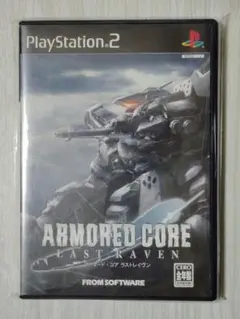 PlayStation®2
ARMORED CORE
LAST RAVEN
アーマード・コア ラストレイヴン
FROM SOFTWARE
CERO